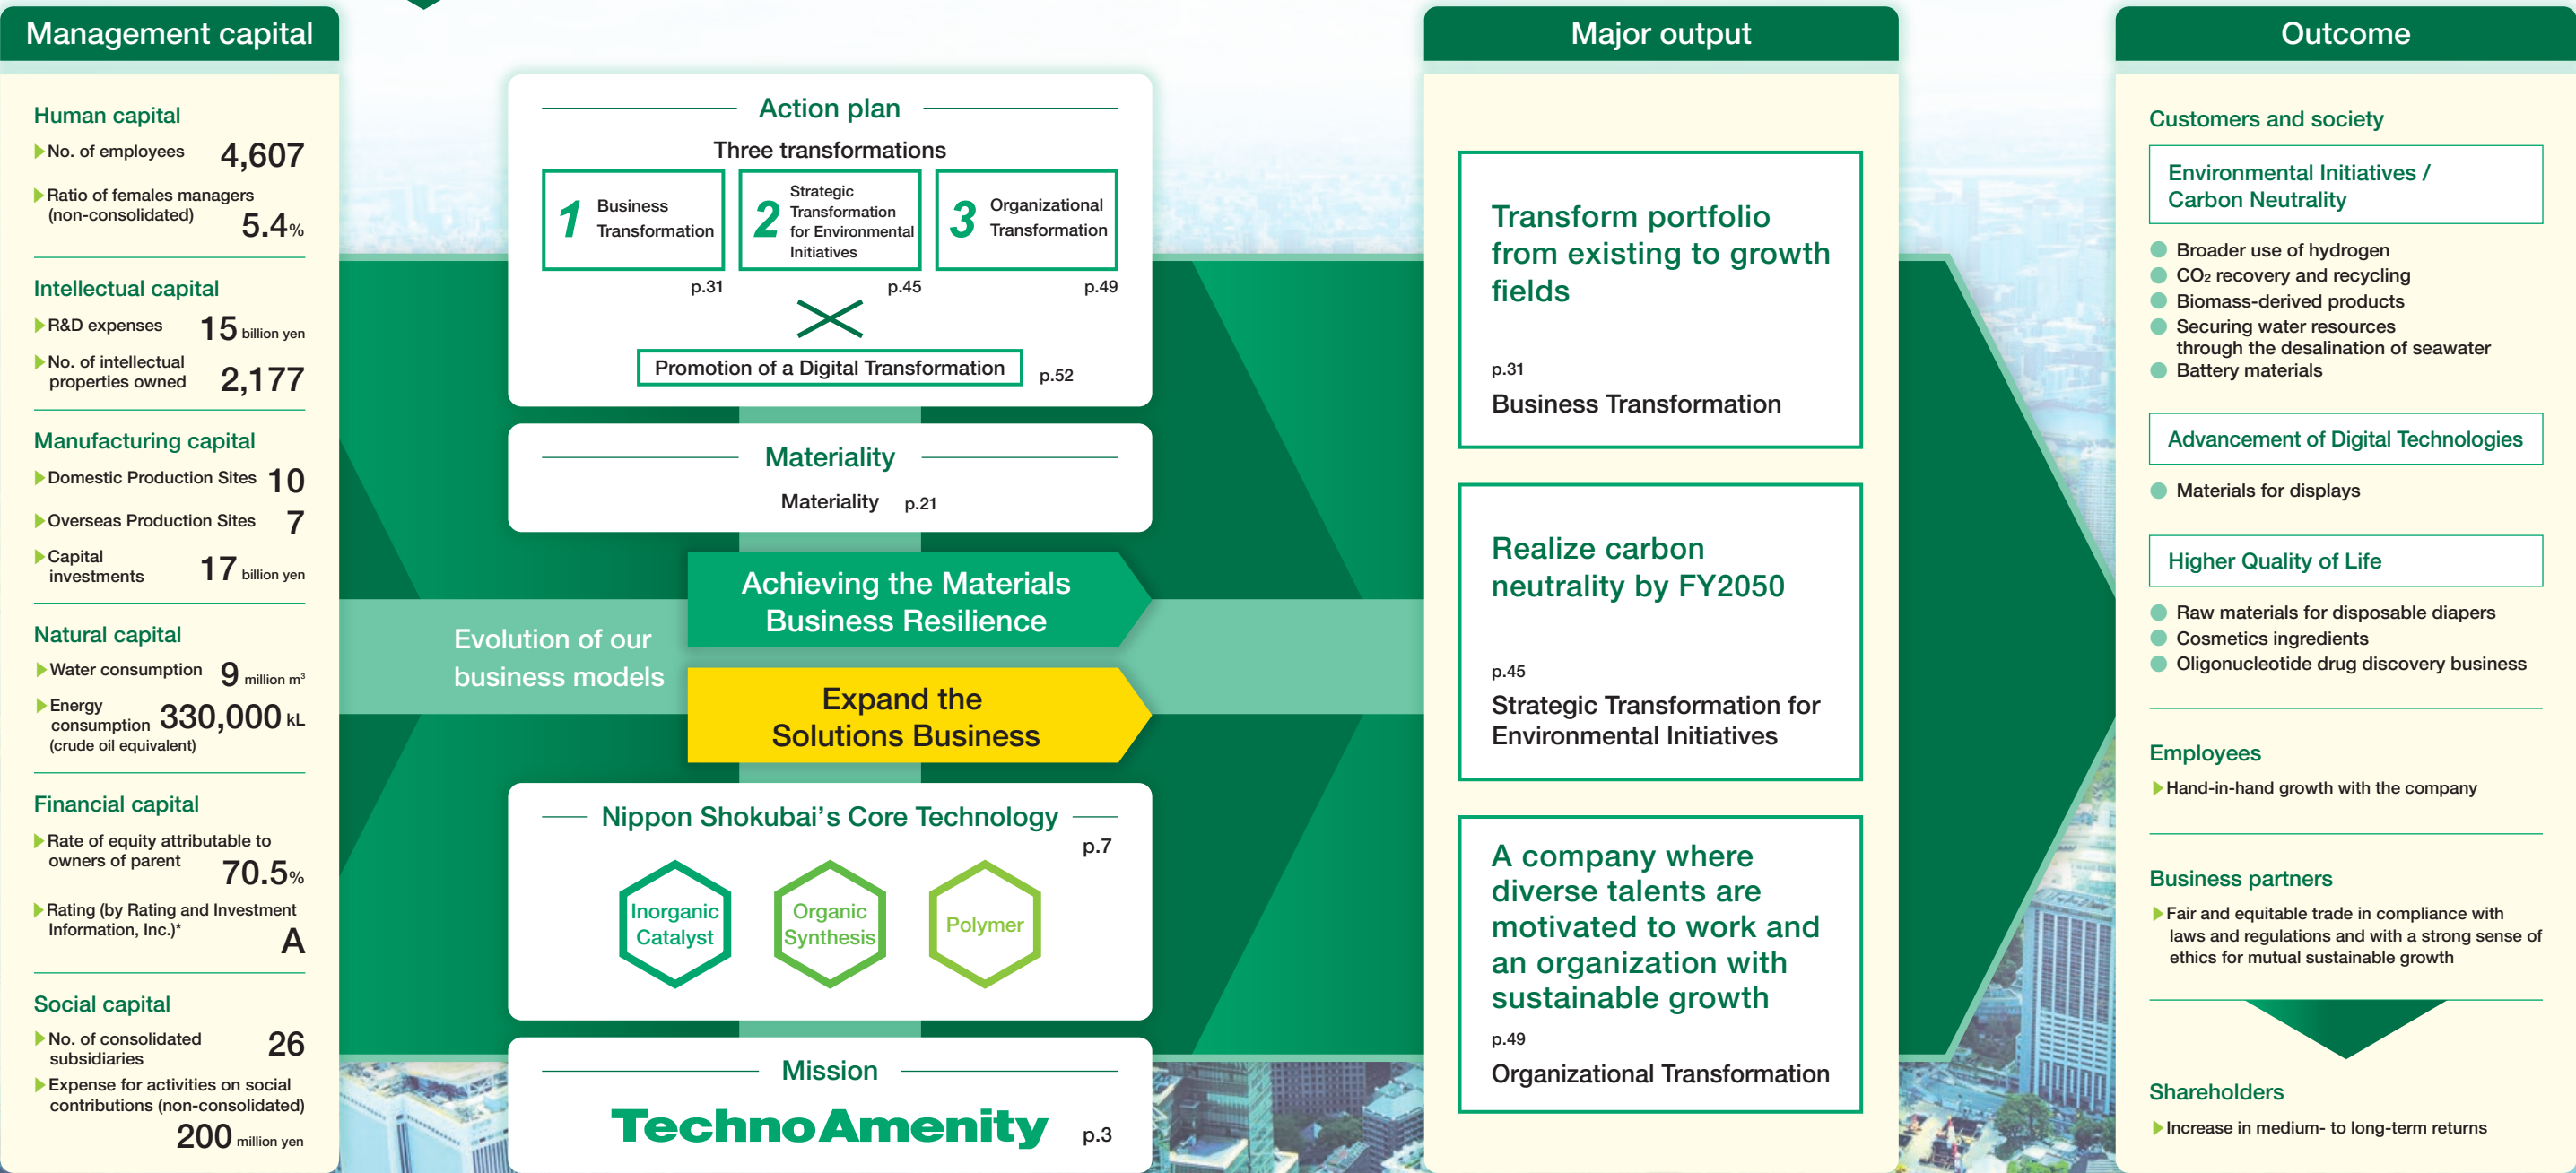 Management capital
Human capital
No. of employees 4,607
Ratio of females managers
(non-consolidated)
5.4%
Intellectual capital
R&D expenses 15 billion yen
No. of intellectual
properties owned 2,177
Manufacturing capital
Domestic Production Sites 10
Overseas Production Sites 7
Capital
investments 17 billion yen
Natural capital
Water consumption 9 million m³
Energy
consumption 330,000 kL
(crude oil equivalent)
Financial capital
Rate of equity attributable to
owners of parent
70.5%
Rating (by Rating and Investment
Information, Inc.)*
A
Social capital
No. of consolidated
subsidiaries 26
Expense for activities on social
contributions (non-consolidated)
200 million yen
Action plan
Three transformations
1 Business
Transformation
p.31
2 Strategic
Transformation
for Environmental
Initiatives
p.45
3 Organizational
Transformation
p.49
Promotion of a Digital Transformation p.52
Materiality
Materiality p.21
Evolution of our
business models
Achieving the Materials
Business Resilience
Expand the
Solutions Business
Nippon Shokubai's Core Technology
p.7
Inorganic
Catalyst
Organic
Synthesis
Polymer
Mission
TechnoAmenity p.3
Major output
Transform portfolio
from existing to growth
fields
p.31
Business Transformation
Realize carbon
neutrality by FY2050
p.45
Strategic Transformation for
Environmental Initiatives
A company where
diverse talents are
motivated to work and
an organization with
sustainable growth
p.49
Organizational Transformation
Outcome
Customers and society
Environmental Initiatives /
Carbon Neutrality
Broader use of hydrogen
CO₂ recovery and recycling
Biomass-derived products
Securing water resources
through the desalination of seawater
Battery materials
Advancement of Digital Technologies
Materials for displays
Higher Quality of Life
Raw materials for disposable diapers
Cosmetics ingredients
Oligonucleotide drug discovery business
Employees
Hand-in-hand growth with the company
Business partners
Fair and equitable trade in compliance with
laws and regulations and with a strong sense of
ethics for mutual sustainable growth
Shareholders
Increase in medium- to long-term returns